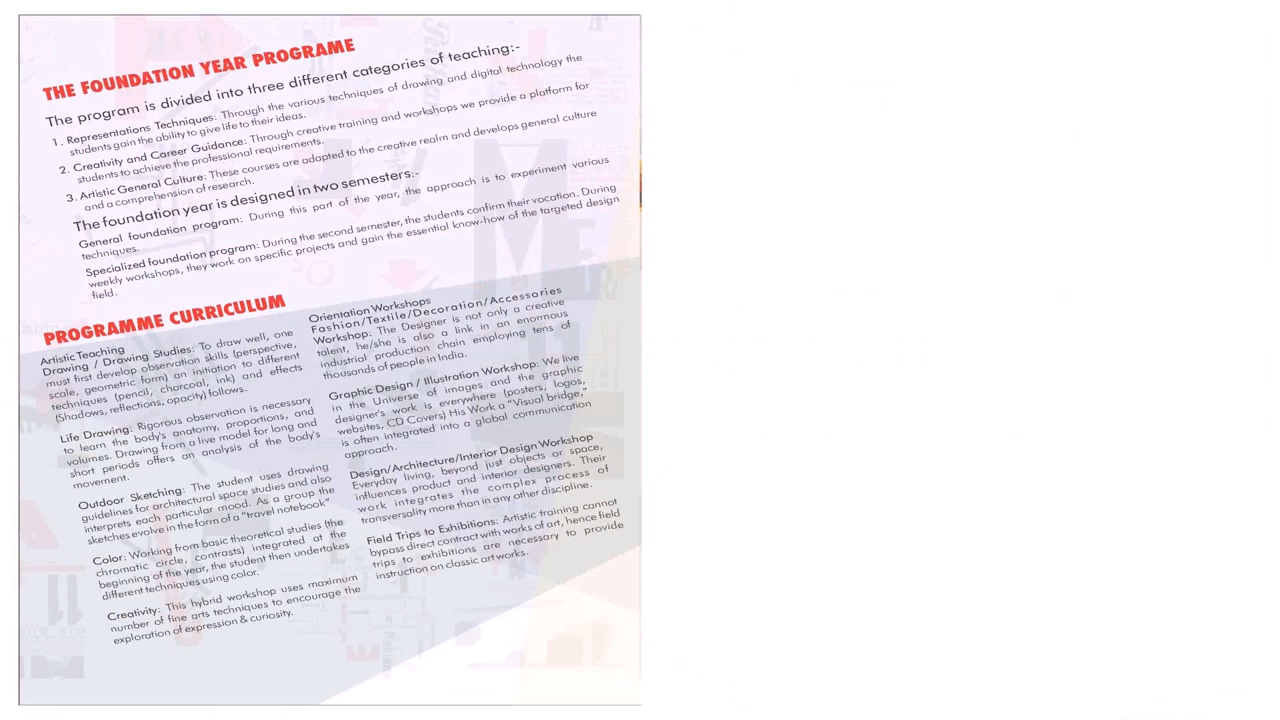 THE FOUNDATION YEAR PROGRAME
The program is divided into three different categories of teaching:-
1. Representations Techniques: Through the various techniques of drawing and digital technology the
students gain the ability to give life to their ideas.
2. Creativity and Career Guidance: Through creative training and workshops we provide a platform for
students to achieve the professional requirements.
3. Artistic General Culture: These courses are adapted to the creative realm and develops general culture
and a comprehension of research.
The foundation year is designed in two semesters:-
General foundation program: During this part of the year, the approach is to experiment various
techniques.
Specialized foundation program: During the second semester, the students confirm their vocation. During
weekly workshops, they work on specific projects and gain the essential know-how of the targeted design
field.
PROGRAMME CURRICULUM
Artistic Teaching
Drawing / Drawing Studies: To draw well, one
must first develop observation skills (perspective,
scale, geometric form) an initiation to different
techniques (pencil, charcoal, ink) and effects
(Shadows, reflections, opacity) follows.
Life Drawing: Rigorous observation is necessary
to learn the body's anatomy, proportions, and
volumes. Drawing from a live model for long and
short periods offers an analysis of the body's
movement.
Outdoor Sketching: The student uses drawing
guidelines for architectural space studies and also
interprets each particular mood. As a group the
sketches evolve in the form of a "travel notebook"
Color: Working from basic theoretical studies (the
chromatic circle, contrasts) integrated at the
beginning of the year, the student then undertakes
different techniques using color.
Creativity: This hybrid workshop uses maximum
number of fine arts techniques to encourage the
exploration of expression & curiosity.
Orientation Workshops
Fashion/Textile/Decoration/Accessories
Workshop: The Designer is not only a creative
talent, he/she is also a link in an enormous
industrial production chain employing tens of
thousands of people in India.
Graphic Design / Illustration Workshop: We live
in the Universe of images and the graphic
designer's work is everywhere (posters, logos,
websites, CD Covers) His Work a "Visual bridge,"
is often integrated into a global communication
approach.
Design/Architecture/Interior Design Workshop
Everyday living, beyond just objects or space,
influences product and interior designers. Their
work integrates the complex process of
transversality more than in any other discipline.
Field Trips to Exhibitions: Artistic training cannot
bypass direct contract with works of art, hence field
trips to exhibitions are necessary to provide
instruction on classic art works.